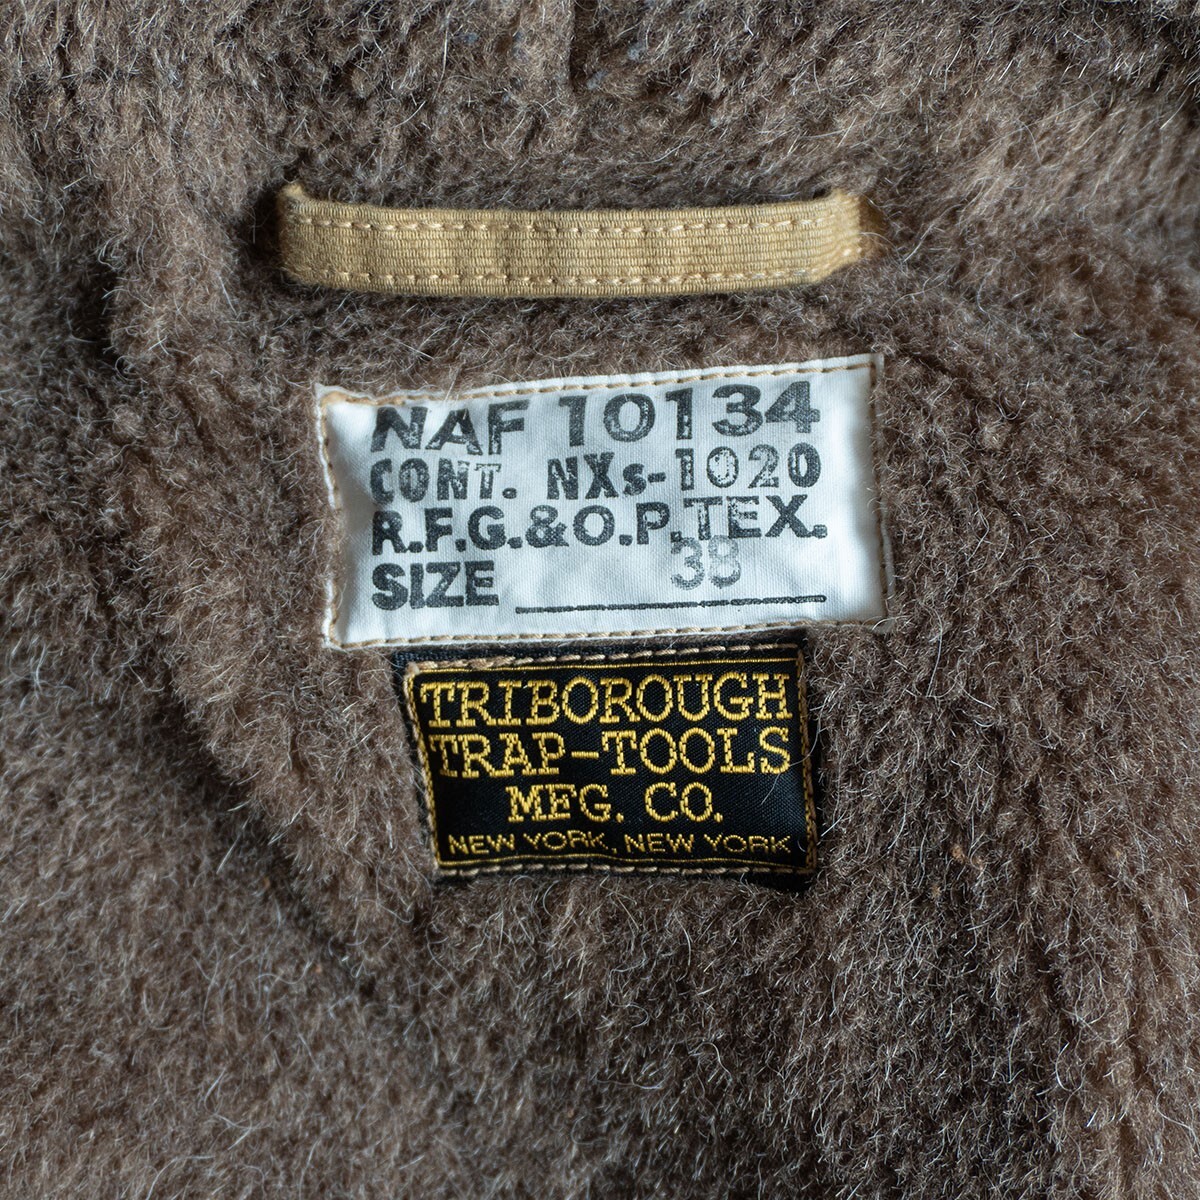 NAF 10134
CONT. NXs-1020
R.F.G.&O.P.TEX.
SIZE 38
TRIBOROUGH
TRAP-TOOLS
MFG. CO.
NEW YORK, NEW YORK